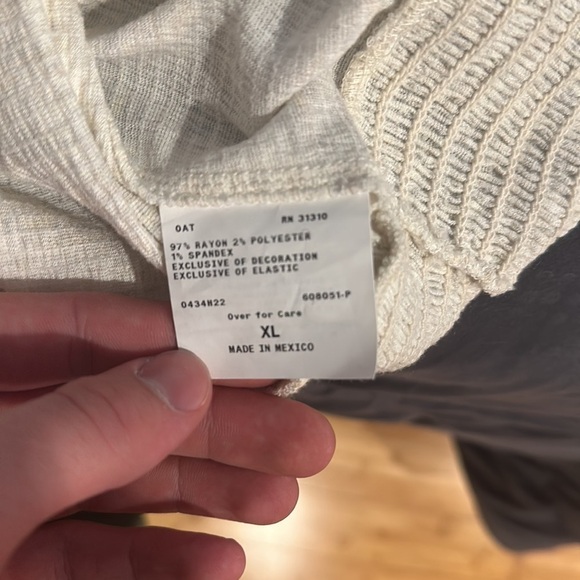 OAT RN 31310
97% RAYON 2% POLYESTER
1% SPANDEX
EXCLUSIVE OF DECORATION
EXCLUSIVE OF ELASTIC
0434H22 608051-P
Over for Care
XL
MADE IN MEXICO